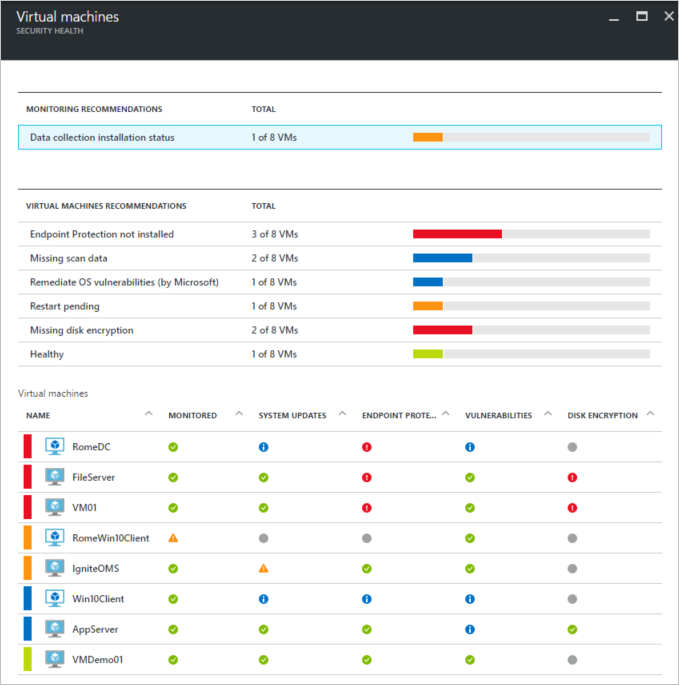 Virtual machines
SECURITY HEALTH
MONITORING RECOMMENDATIONS TOTAL
Data collection installation status 1 of 8 VMs
VIRTUAL MACHINES RECOMMENDATIONS TOTAL
Endpoint Protection not installed 3 of 8 VMs
Missing scan data 2 of 8 VMs
Remediate OS vulnerabilities (by Microsoft) 1 of 8 VMs
Restart pending 1 of 8 VMs
Missing disk encryption 2 of 8 VMs
Healthy 1 of 8 VMs
Virtual machines
NAME MONITORED SYSTEM UPDATES ENDPOINT PROTE... VULNERABILITIES DISK ENCRYPTION
RomeDC
FileServer
VM01
RomeWin10Client
IgniteOMS
Win10Client
AppServer
VMDemo01